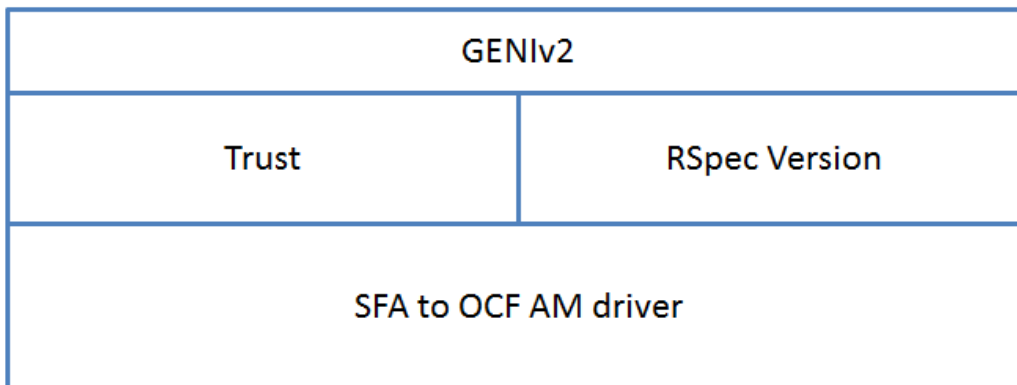 GENIv2
Trust
RSpec Version
SFA to OCF AM driver